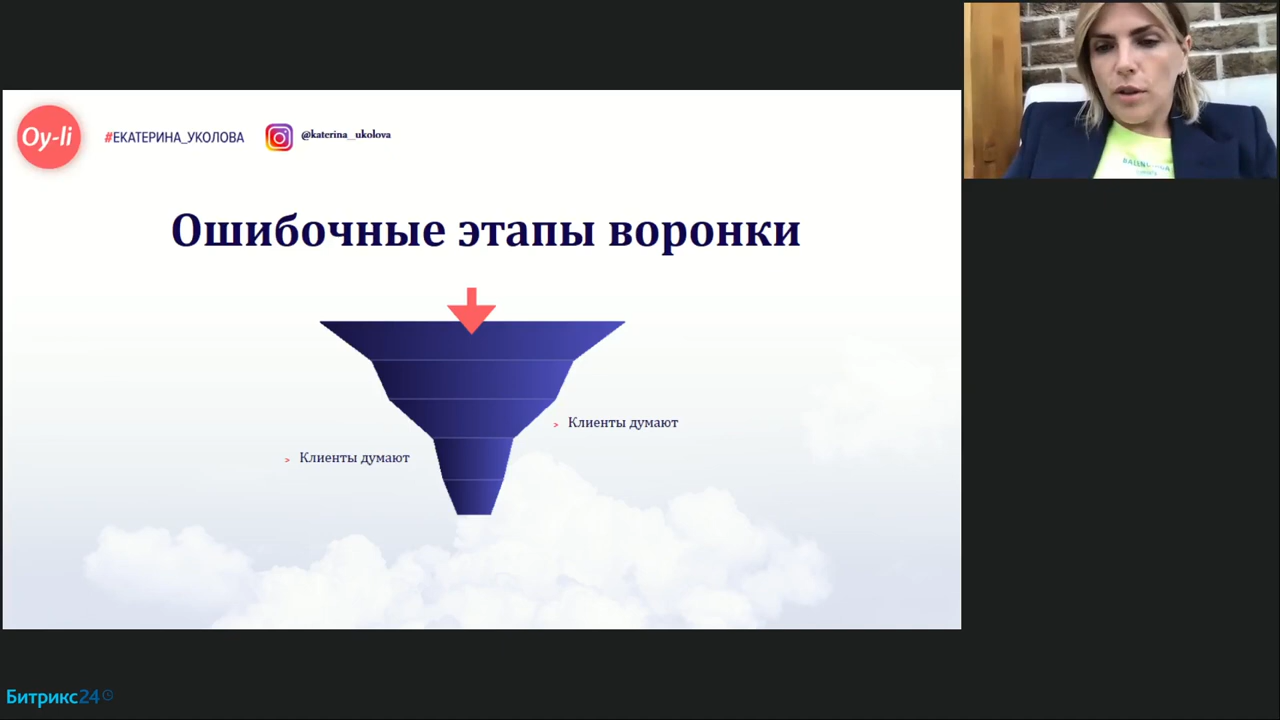 Oy-li
#ЕКАТЕРИНА_УКОЛОВА
@katerina_ukolova
Ошибочные этапы воронки
> Клиенты думают
> Клиенты думают
Битрикс24